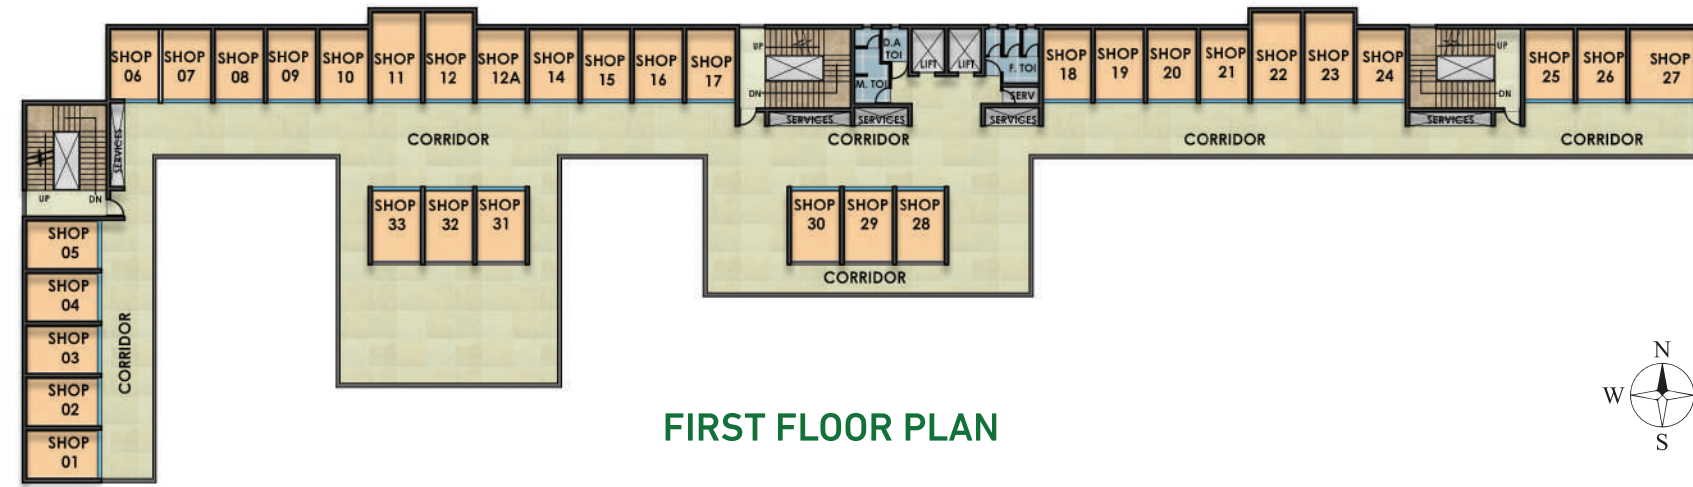 SHOP
06
SHOP
07
SHOP
08
SHOP
09
SHOP
10
SHOP
11
SHOP
12
SHOP
12A
SHOP
14
SHOP
15
SHOP
16
SHOP
17
UP
DN
D.A
TOI
M. TOI
LIFT
LIFT
F. TOI
SERV
SHOP
18
SHOP
19
SHOP
20
SHOP
21
SHOP
22
SHOP
23
SHOP
24
UP
DN
SHOP
25
SHOP
26
SHOP
27
SERVICES
SERVICES
SERVICES
SERVICES
SERVICES
CORRIDOR
CORRIDOR
CORRIDOR
CORRIDOR
UP
DN
SHOP
33
SHOP
32
SHOP
31
SHOP
30
SHOP
29
SHOP
28
CORRIDOR
SHOP
05
SHOP
04
SHOP
03
SHOP
02
SHOP
01
CORRIDOR
FIRST FLOOR PLAN
N
W
S